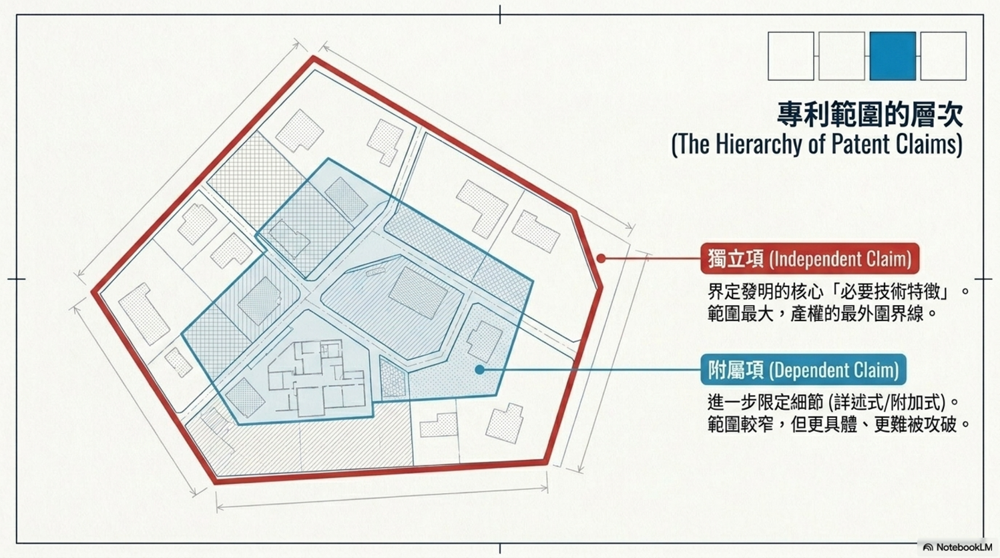 專利範圍的層次
(The Hierarchy of Patent Claims)
獨立項 (Independent Claim)
界定發明的核心「必要技術特徵」。
範圍最大，產權的最外圍界線。
附屬項 (Dependent Claim)
進一步限定細節 (詳述式/附加式)。
範圍較窄，但更具體、更難被攻破。
NotebookLM